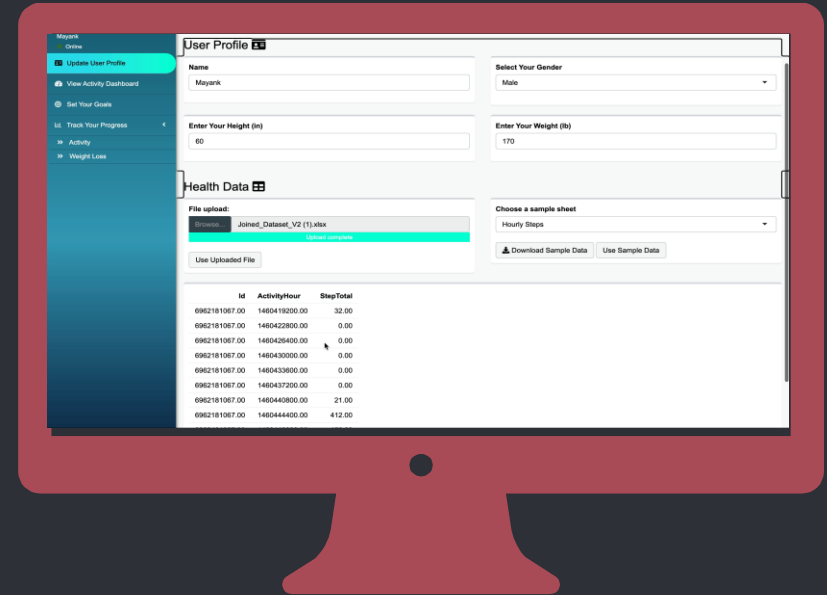 Mayank
Online
Update User Profile
View Activity Dashboard
Set Your Goals
Track Your Progress
Activity
Weight Loss
User Profile
Name
Mayank
Select Your Gender
Male
Enter Your Height (in)
60
Enter Your Weight (lb)
170
Health Data
File upload:
Browse... Joined_Dataset_V2 (1).xlsx
Upload complete
Use Uploaded File
Choose a sample sheet
Hourly Steps
Download Sample Data Use Sample Data
Id ActivityHour StepTotal
6962181067.00 1460419200.00 32.00
6962181067.00 1460422800.00 0.00
6962181067.00 1460426400.00 0.00
6962181067.00 1460430000.00 0.00
6962181067.00 1460433600.00 0.00
6962181067.00 1460437200.00 0.00
6962181067.00 1460440800.00 21.00
6962181067.00 1460444400.00 412.00